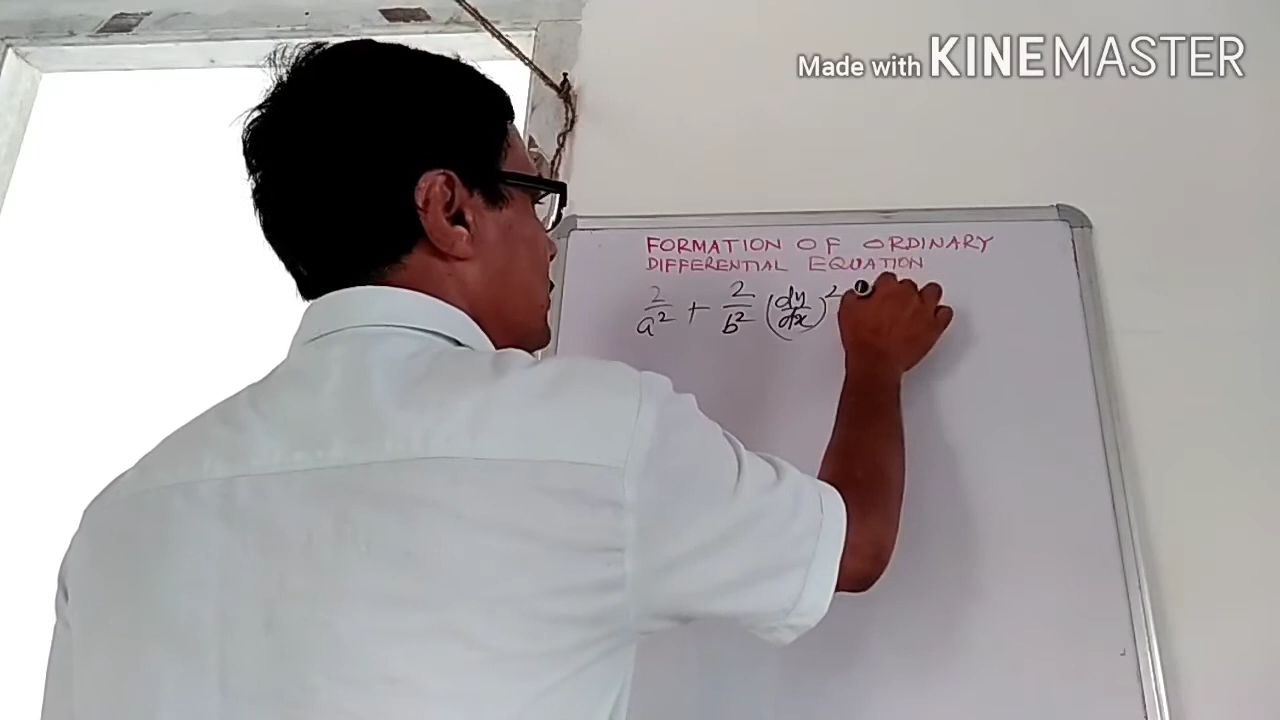 Made with KINEMASTER
FORMATION OF ORDINARY
DIFFERENTIAL EQUATION
2/a² + 2/b² (dy/dx)²